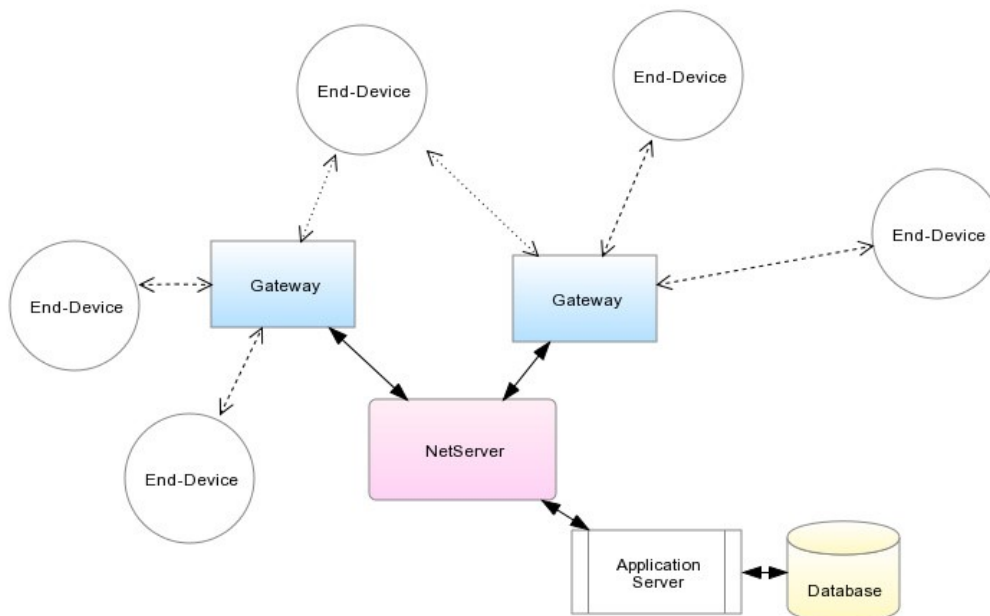 End-Device
End-Device
End-Device
Gateway
Gateway
End-Device
End-Device
NetServer
Application
Server
Database